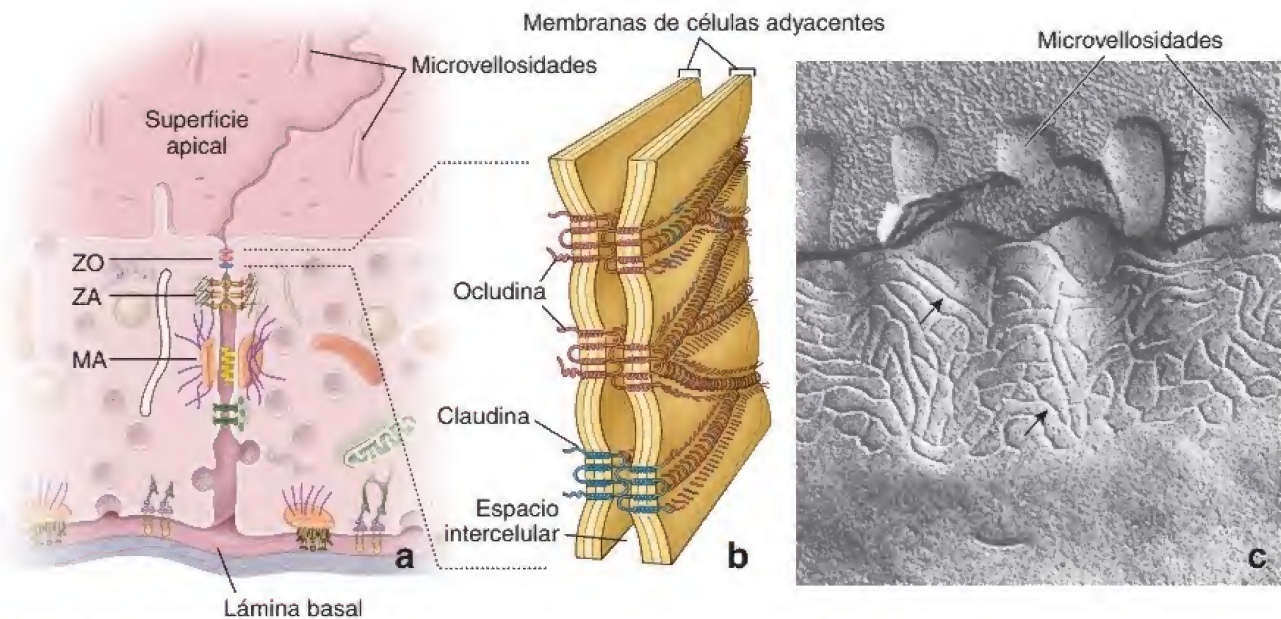 Membranas de células adyacentes
Microvellosidades
Microvellosidades
Superficie
apical
ZO
ZA
MA
Ocludina
Claudina
Espacio
intercelular
a
b
c
Lámina basal